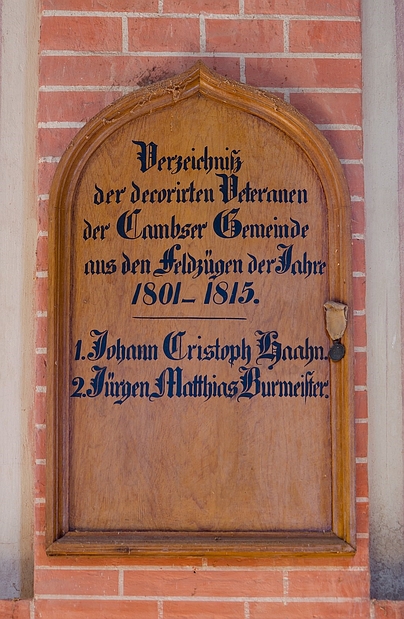 Verzeichniß
der decorirten Veteranen
der Cambser Gemeinde
aus den Feldzügen der Jahre
1801–1815.
1. Johann Cristoph Haahn.
2. Jürgen Matthias Burmeister.